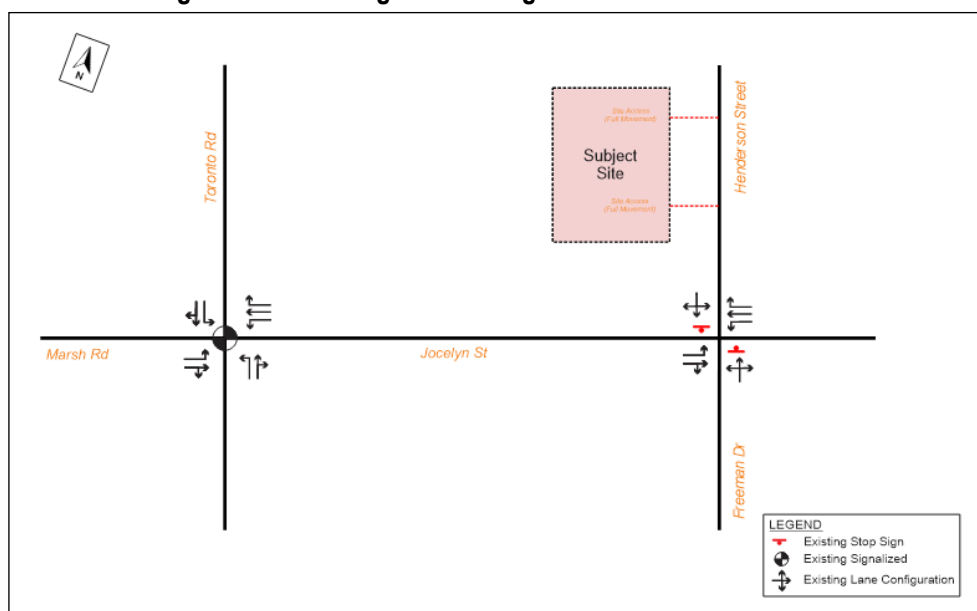 N
Toronto Rd
Site Access
(Full Movement)
Subject
Site
Site Access
(Full Movement)
Henderson Street
Marsh Rd
Jocelyn St
Freeman Dr
LEGEND
Existing Stop Sign
Existing Signalized
Existing Lane Configuration